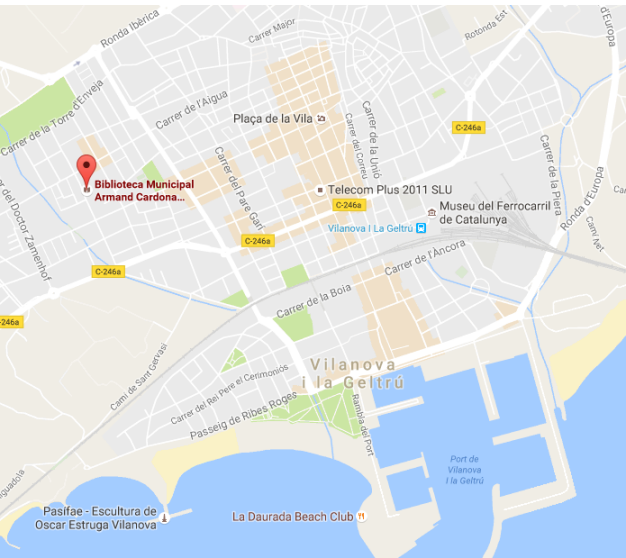 Ronda Ibèrica
Carrer Major
Rotonda Est
d'Europa
Carrer de la Torre d'Enveja
Carrer de l'Aigua
Plaça de la Vila
Carrer del Correu
Carrer de la Unió
C-246a
Carrer de la Piera
Biblioteca Municipal
Armand Cardona...
Carrer del Pare Garí
Telecom Plus 2011 SLU
C-246a
Museu del Ferrocarril
de Catalunya
Ronda d'Europa
er del Doctor Zamenhof
Vilanova I La Geltrú
C-246a
Camí Vet
C-246a
Carrer de l'Àncora
Carrer de la Boia
-246a
Camí de Sant Gervasi
Vilanova
i la Geltrú
Carrer del Rei Pere el Cerimoniós
Passeig de Ribes Roges
Rambla del Port
Port de
Vilanova
I la Geltrú
Pasifae - Escultura de
Oscar Estruga Vilanova
La Daurada Beach Club